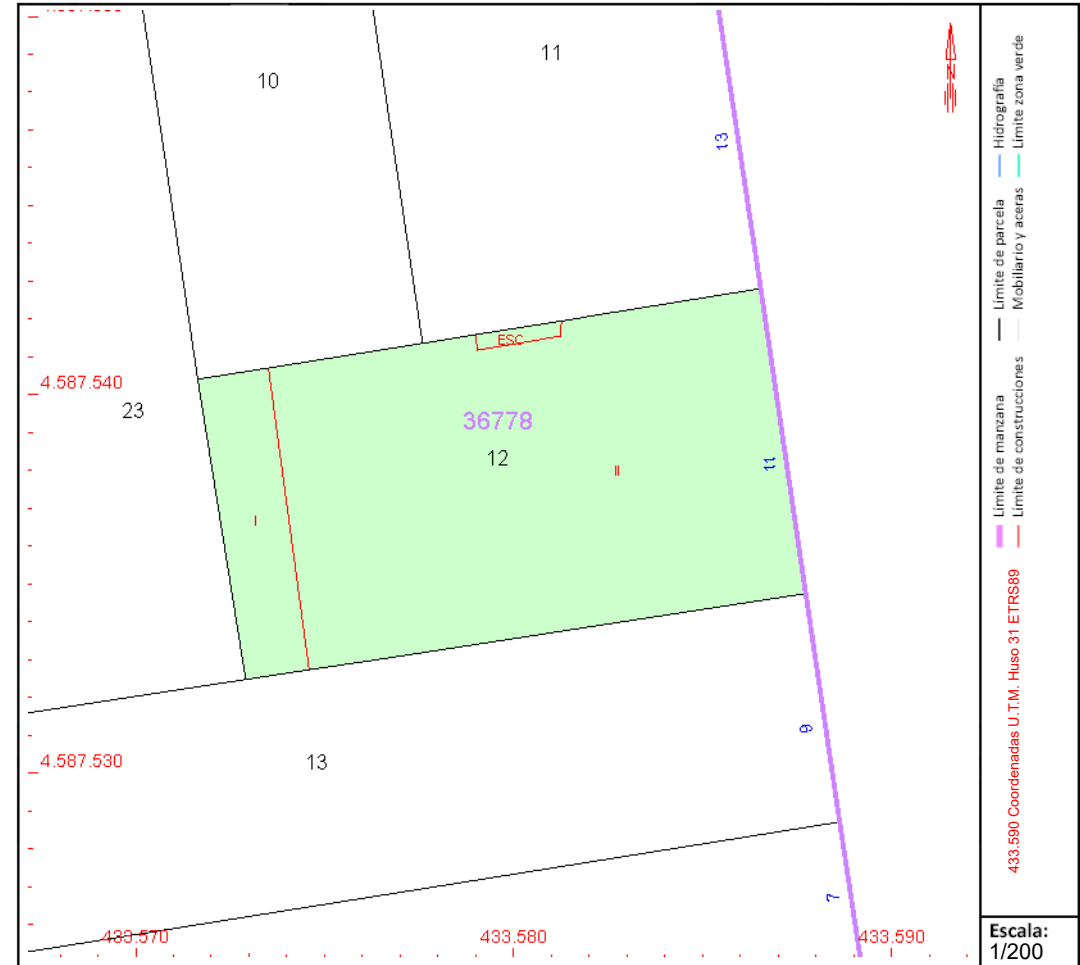 10
11
13
4.587.540
23
ESC
36778
12
II
11
I
4.587.530
13
9
7
433.570
433.580
433.590
N
Hidrografía
Límite zona verde
Límite de parcela
Mobiliario y aceras
Límite de manzana
Límite de construcciones
433.590 Coordenadas U.T.M. Huso 31 ETRS89
Escala:
1/200